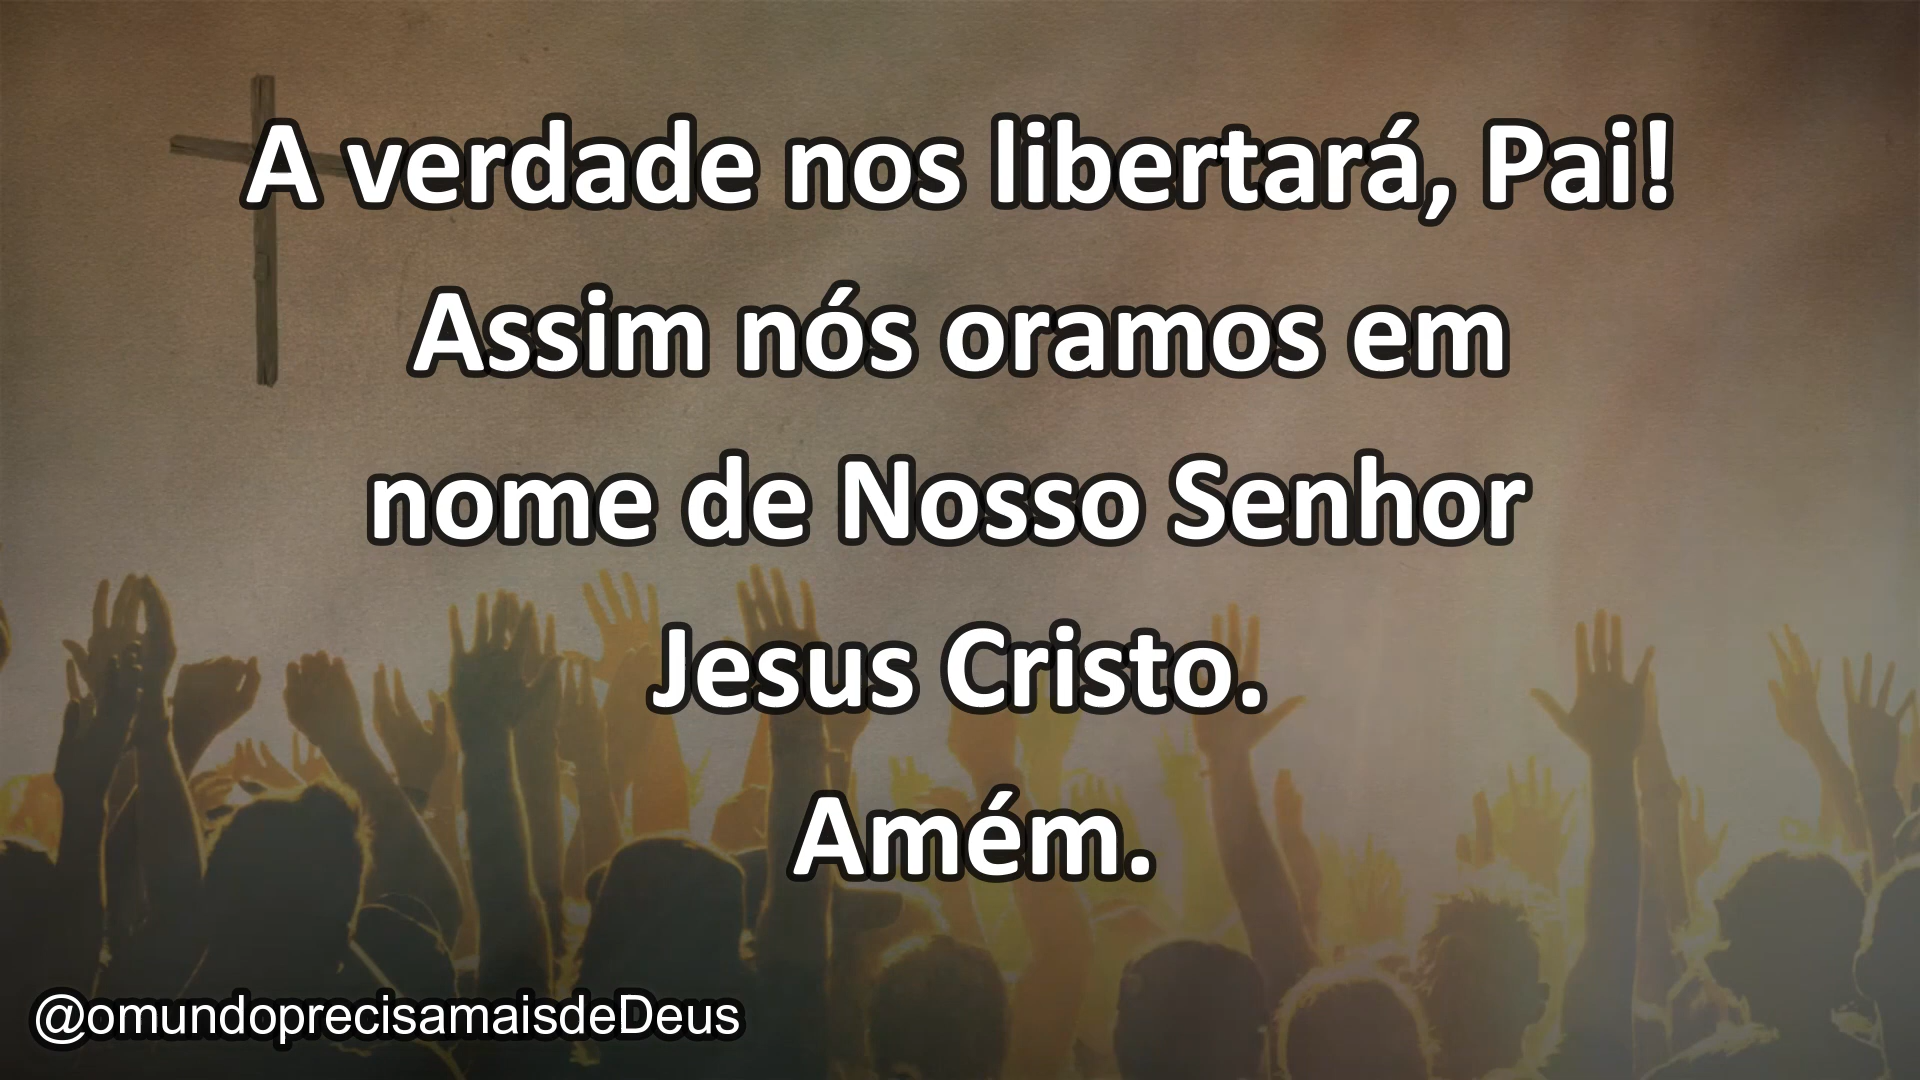 A verdade nos libertará, Pai!
Assim nós oramos em
nome de Nosso Senhor
Jesus Cristo.
Amém.
@omundoprecisamaisdeDeus